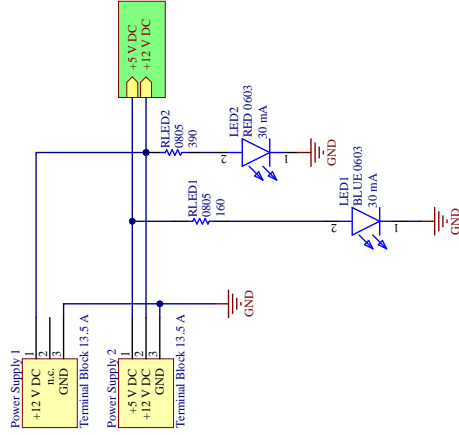 Power Supply 1
+12 V DC
n.c.
GND
1
2
3
Terminal Block 13.5 A
Power Supply 2
+5 V DC
+12 V DC
GND
1
2
3
Terminal Block 13.5 A
GND
+5 V DC
+12 V DC
RLED2
0805
390
RLED1
0805
160
LED2
RED 0603
30 mA
2
1
GND
LED1
BLUE 0603
30 mA
2
1
GND